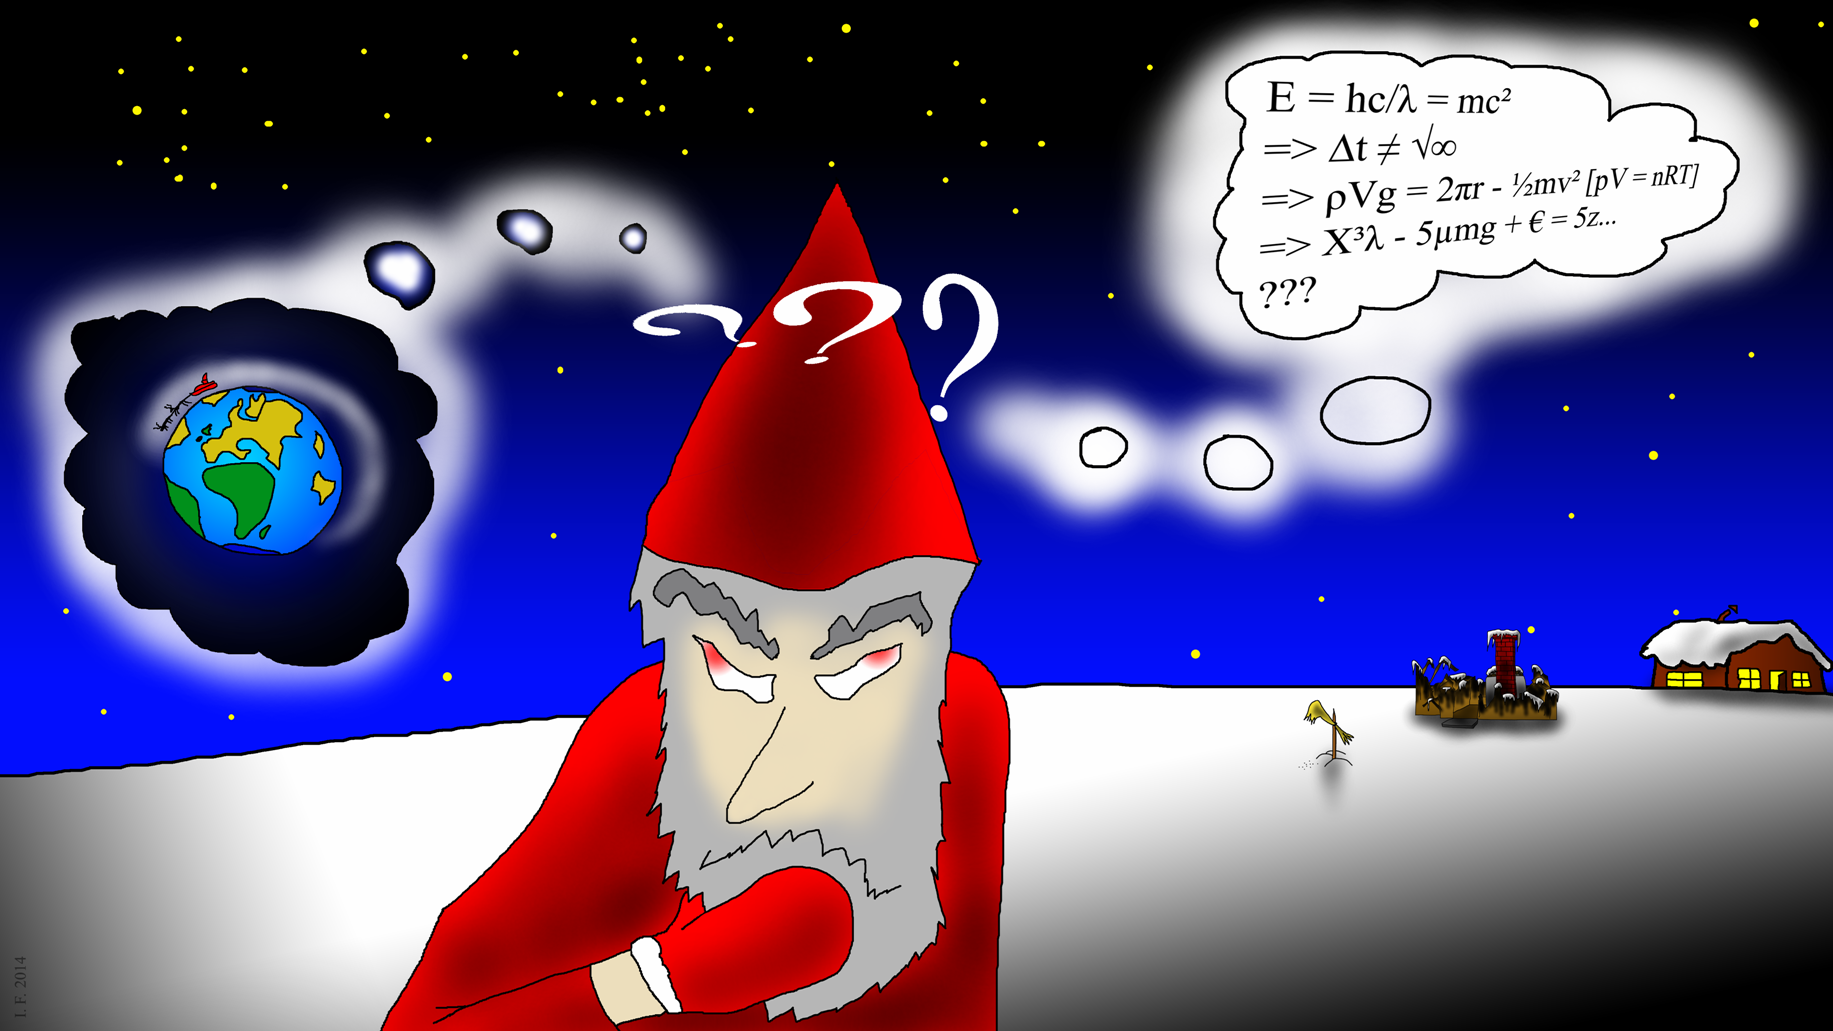 E = hc/λ = mc²
=> Δt ≠ √∞
=> ρVg = 2πr - ½mv² [pV = nRT]
=> X³λ - 5µmg + € = 5z...
???
? ? ?
I. F. 2014